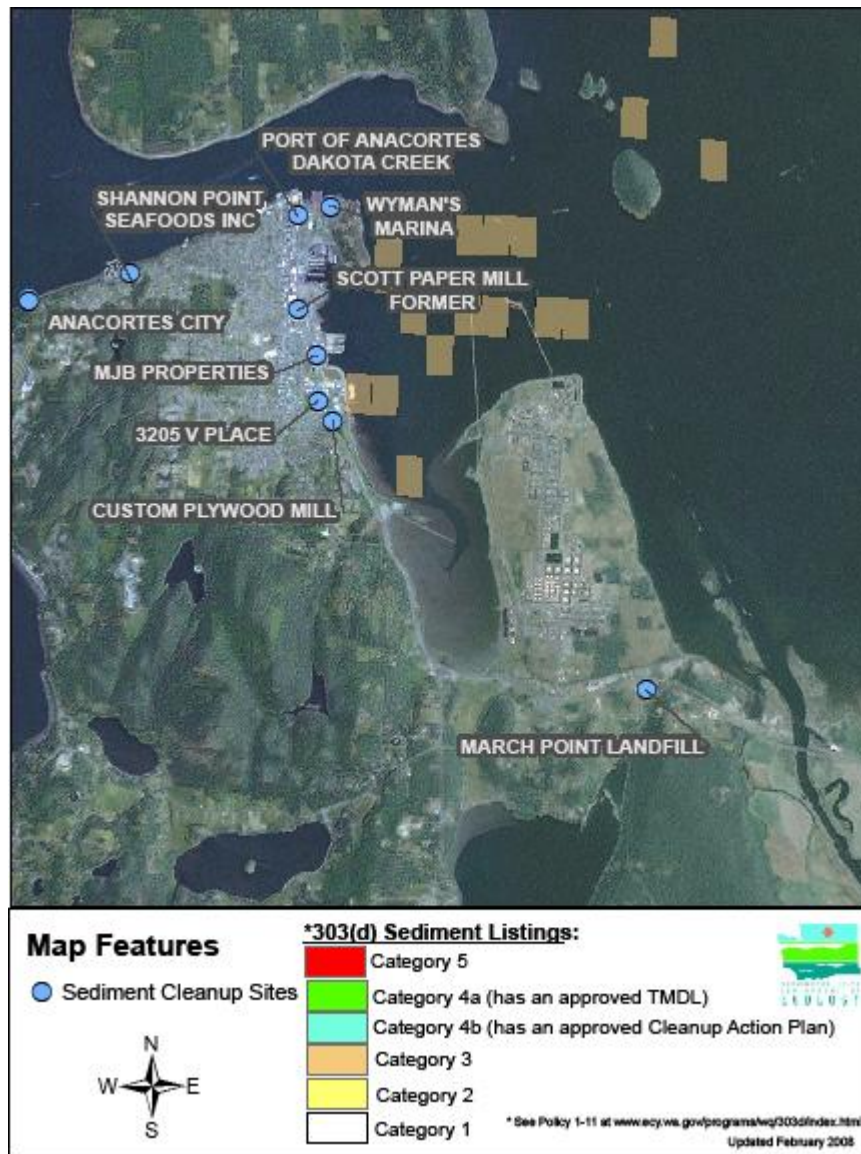 PORT OF ANACORTES
DAKOTA CREEK
SHANNON POINT
SEAFOODS INC
WYMAN'S
MARINA
SCOTT PAPER MILL
FORMER
ANACORTES CITY
MJB PROPERTIES
3205 V PLACE
CUSTOM PLYWOOD MILL
MARCH POINT LANDFILL
Map Features
Sediment Cleanup Sites
N
W E
S
*303(d) Sediment Listings:
Category 5
Category 4a (has an approved TMDL)
Category 4b (has an approved Cleanup Action Plan)
Category 3
Category 2
Category 1
ECOLOGY
* See Policy 1-11 at www.ecy.wa.gov/programs/wq/303d/index.html
Updated February 2008